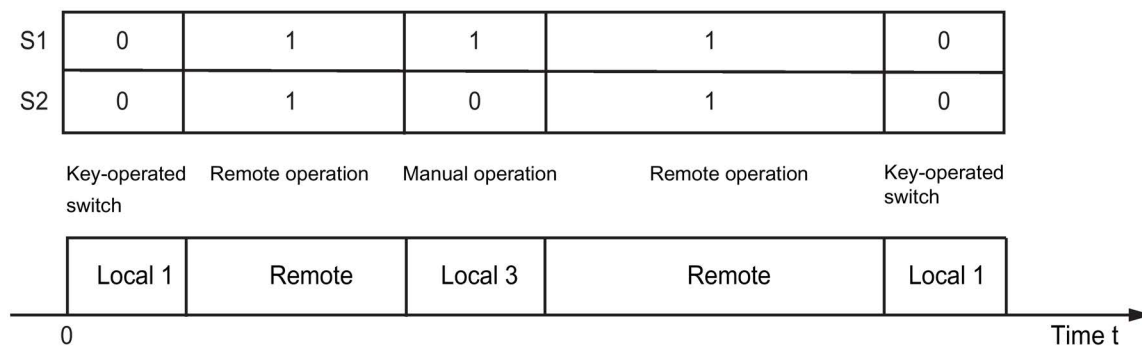 S1 0 1 1 1 0
S2 0 1 0 1 0
Key-operated switch Remote operation Manual operation Remote operation Key-operated switch
Local 1 Remote Local 3 Remote Local 1
0 Time t